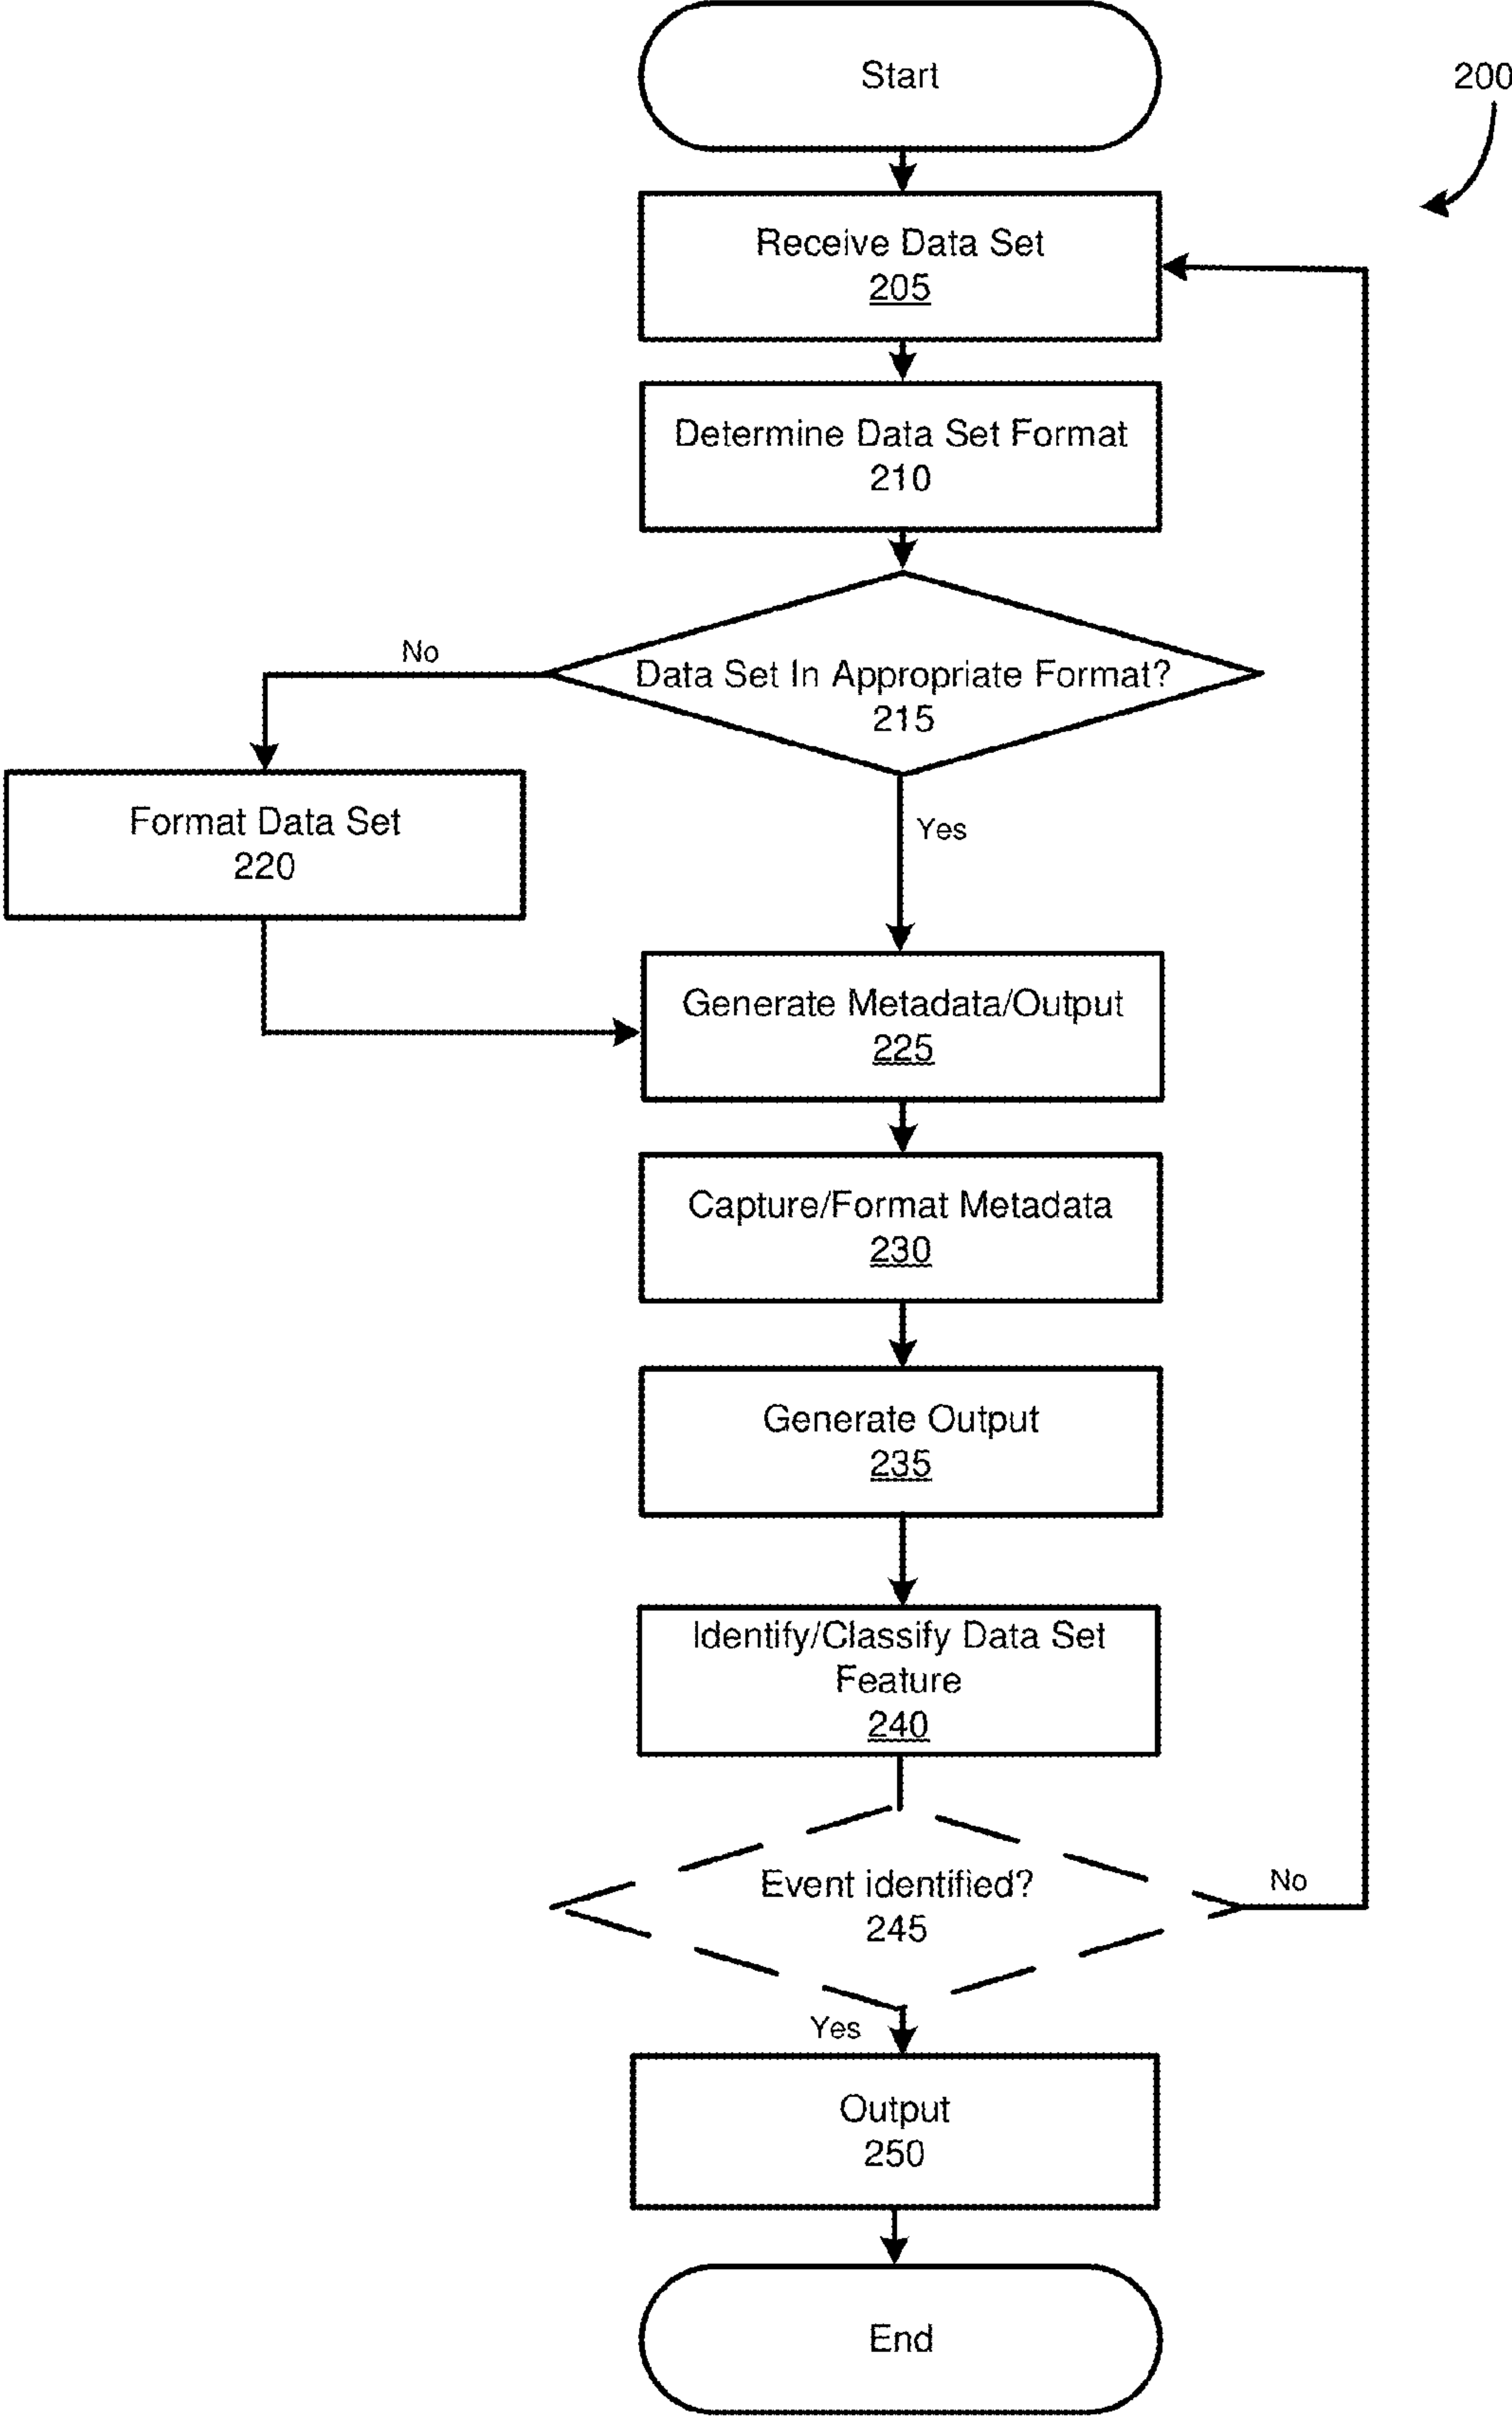 Start
200
Receive Data Set
205
Determine Data Set Format
210
No
Data Set In Appropriate Format?
215
Format Data Set
220
Yes
Generate Metadada/Output
225
Capture/Format Metadata
230
Generate Output
235
Identify/Classify Data Set
Feature
240
Event identified?
245
No
Yes
Output
250
End